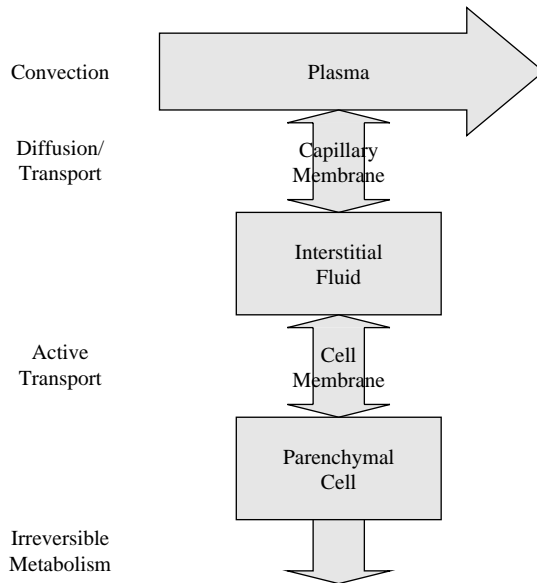 Convection
Plasma
Diffusion/
Transport
Capillary
Membrane
Interstitial
Fluid
Active
Transport
Cell
Membrane
Parenchymal
Cell
Irreversible
Metabolism